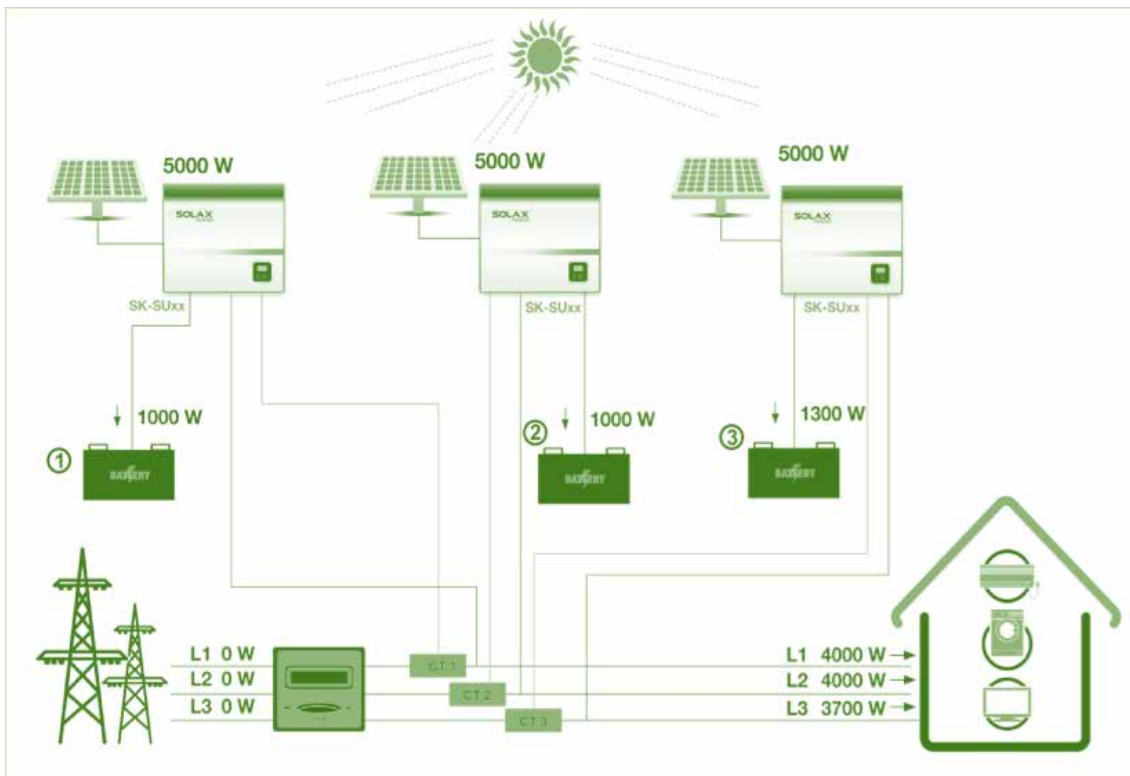 5000 W
5000 W
5000 W
SOLAX
SOLAX
SOLAX
SK-SUxx
SK-SUxx
SK-SUxx
1000 W
1000 W
1300 W
①
②
③
BATTERY
BATTERY
BATTERY
L1 0 W
L2 0 W
L3 0 W
CT 1
CT 2
CT 3
L1 4000 W
L2 4000 W
L3 3700 W